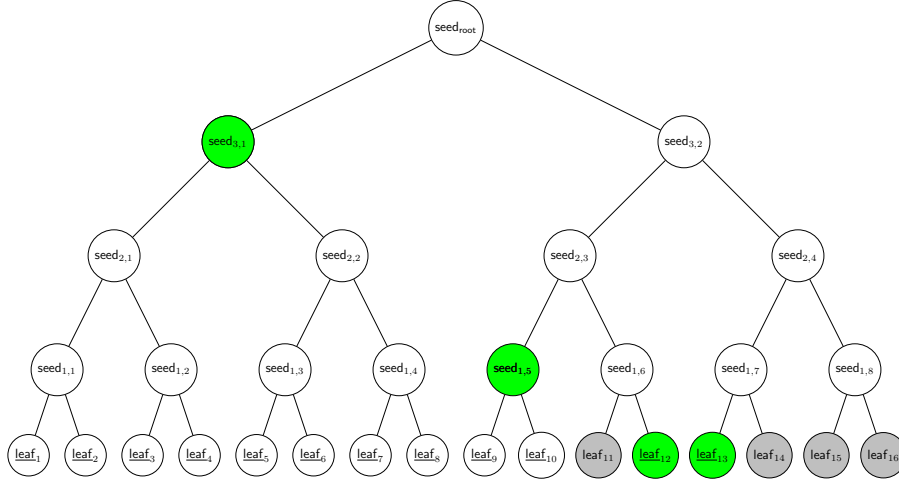 seed_root
seed_3,1 seed_3,2
seed_2,1 seed_2,2 seed_2,3 seed_2,4
seed_1,1 seed_1,2 seed_1,3 seed_1,4 seed_1,5 seed_1,6 seed_1,7 seed_1,8
leaf_1 leaf_2 leaf_3 leaf_4 leaf_5 leaf_6 leaf_7 leaf_8 leaf_9 leaf_10 leaf_11 leaf_12 leaf_13 leaf_14 leaf_15 leaf_16